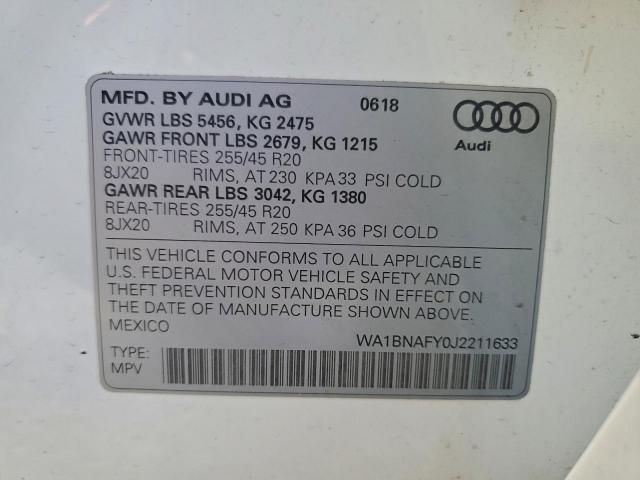 MFD. BY AUDI AG 0618
GVWR LBS 5456, KG 2475
GAWR FRONT LBS 2679, KG 1215
FRONT-TIRES 255/45 R20
8JX20 RIMS, AT 230 KPA 33 PSI COLD
GAWR REAR LBS 3042, KG 1380
REAR-TIRES 255/45 R20
8JX20 RIMS, AT 250 KPA 36 PSI COLD
Audi
THIS VEHICLE CONFORMS TO ALL APPLICABLE
U.S. FEDERAL MOTOR VEHICLE SAFETY AND
THEFT PREVENTION STANDARDS IN EFFECT ON
THE DATE OF MANUFACTURE SHOWN ABOVE.
MEXICO
WA1BNAFY0J2211633
TYPE:
MPV